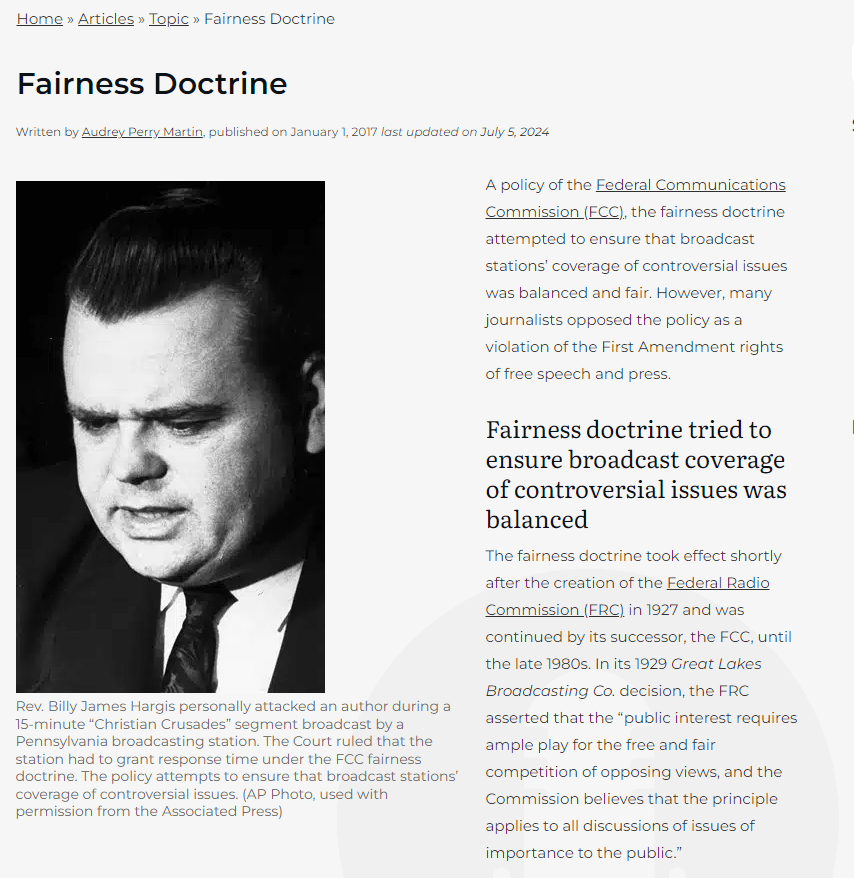 Home » Articles » Topic » Fairness Doctrine
Fairness Doctrine
Written by Audrey Perry Martin, published on January 1, 2017 last updated on July 5, 2024
Rev. Billy James Hargis personally attacked an author during a
15-minute “Christian Crusades” segment broadcast by a
Pennsylvania broadcasting station. The Court ruled that the
station had to grant response time under the FCC fairness
doctrine. The policy attempts to ensure that broadcast stations’
coverage of controversial issues. (AP Photo, used with
permission from the Associated Press)
A policy of the Federal Communications
Commission (FCC), the fairness doctrine
attempted to ensure that broadcast
stations’ coverage of controversial issues
was balanced and fair. However, many
journalists opposed the policy as a
violation of the First Amendment rights
of free speech and press.
Fairness doctrine tried to
ensure broadcast coverage
of controversial issues was
balanced
The fairness doctrine took effect shortly
after the creation of the Federal Radio
Commission (FRC) in 1927 and was
continued by its successor, the FCC, until
the late 1980s. In its 1929 Great Lakes
Broadcasting Co. decision, the FRC
asserted that the “public interest requires
ample play for the free and fair
competition of opposing views, and the
Commission believes that the principle
applies to all discussions of issues of
importance to the public.”